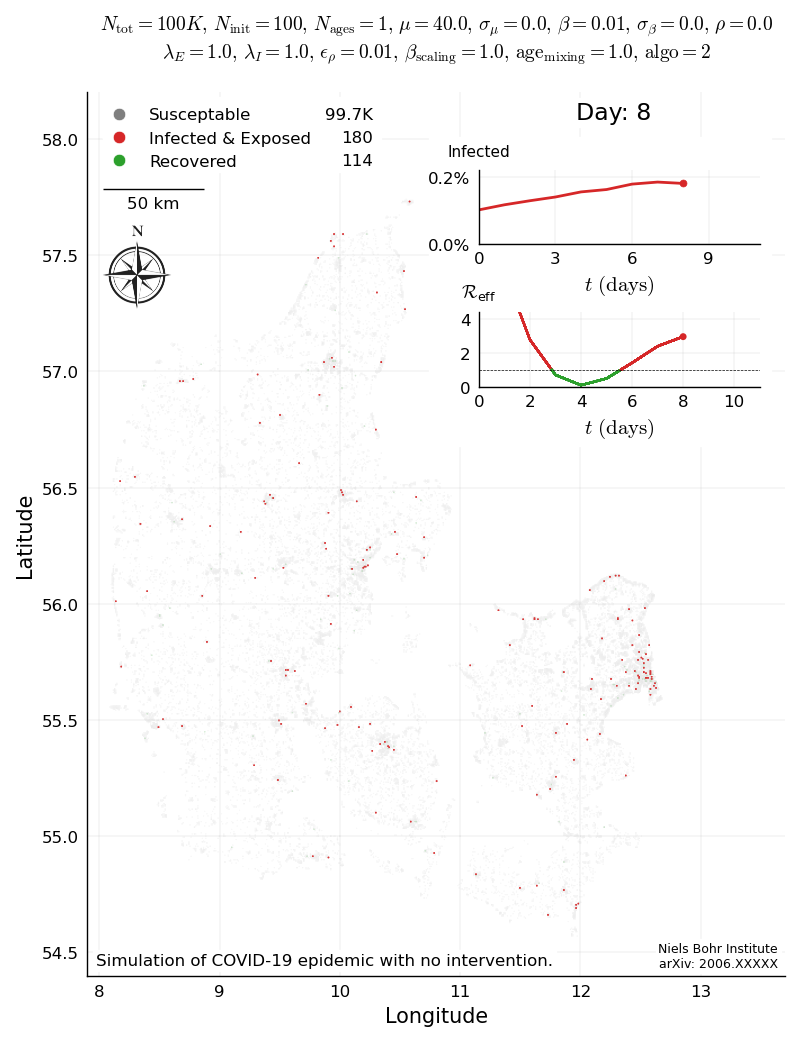 N_tot = 100K, N_init = 100, N_ages = 1, μ = 40.0, σ_μ = 0.0, β = 0.01, σ_β = 0.0, ρ = 0.0
λ_E = 1.0, λ_I = 1.0, ϵ_ρ = 0.01, β_scaling = 1.0, age_mixing = 1.0, algo = 2
Susceptable 99.7K
Infected & Exposed 180
Recovered 114
50 km
N
Day: 8
Infected
0.2%
0.0%
0 3 6 9
t (days)
ℛ_eff
4
2
0
0 2 4 6 8 10
t (days)
58.0
57.5
57.0
56.5
56.0
55.5
55.0
54.5
Latitude
Simulation of COVID-19 epidemic with no intervention.
Niels Bohr Institute
arXiv: 2006.XXXXX
8 9 10 11 12 13
Longitude